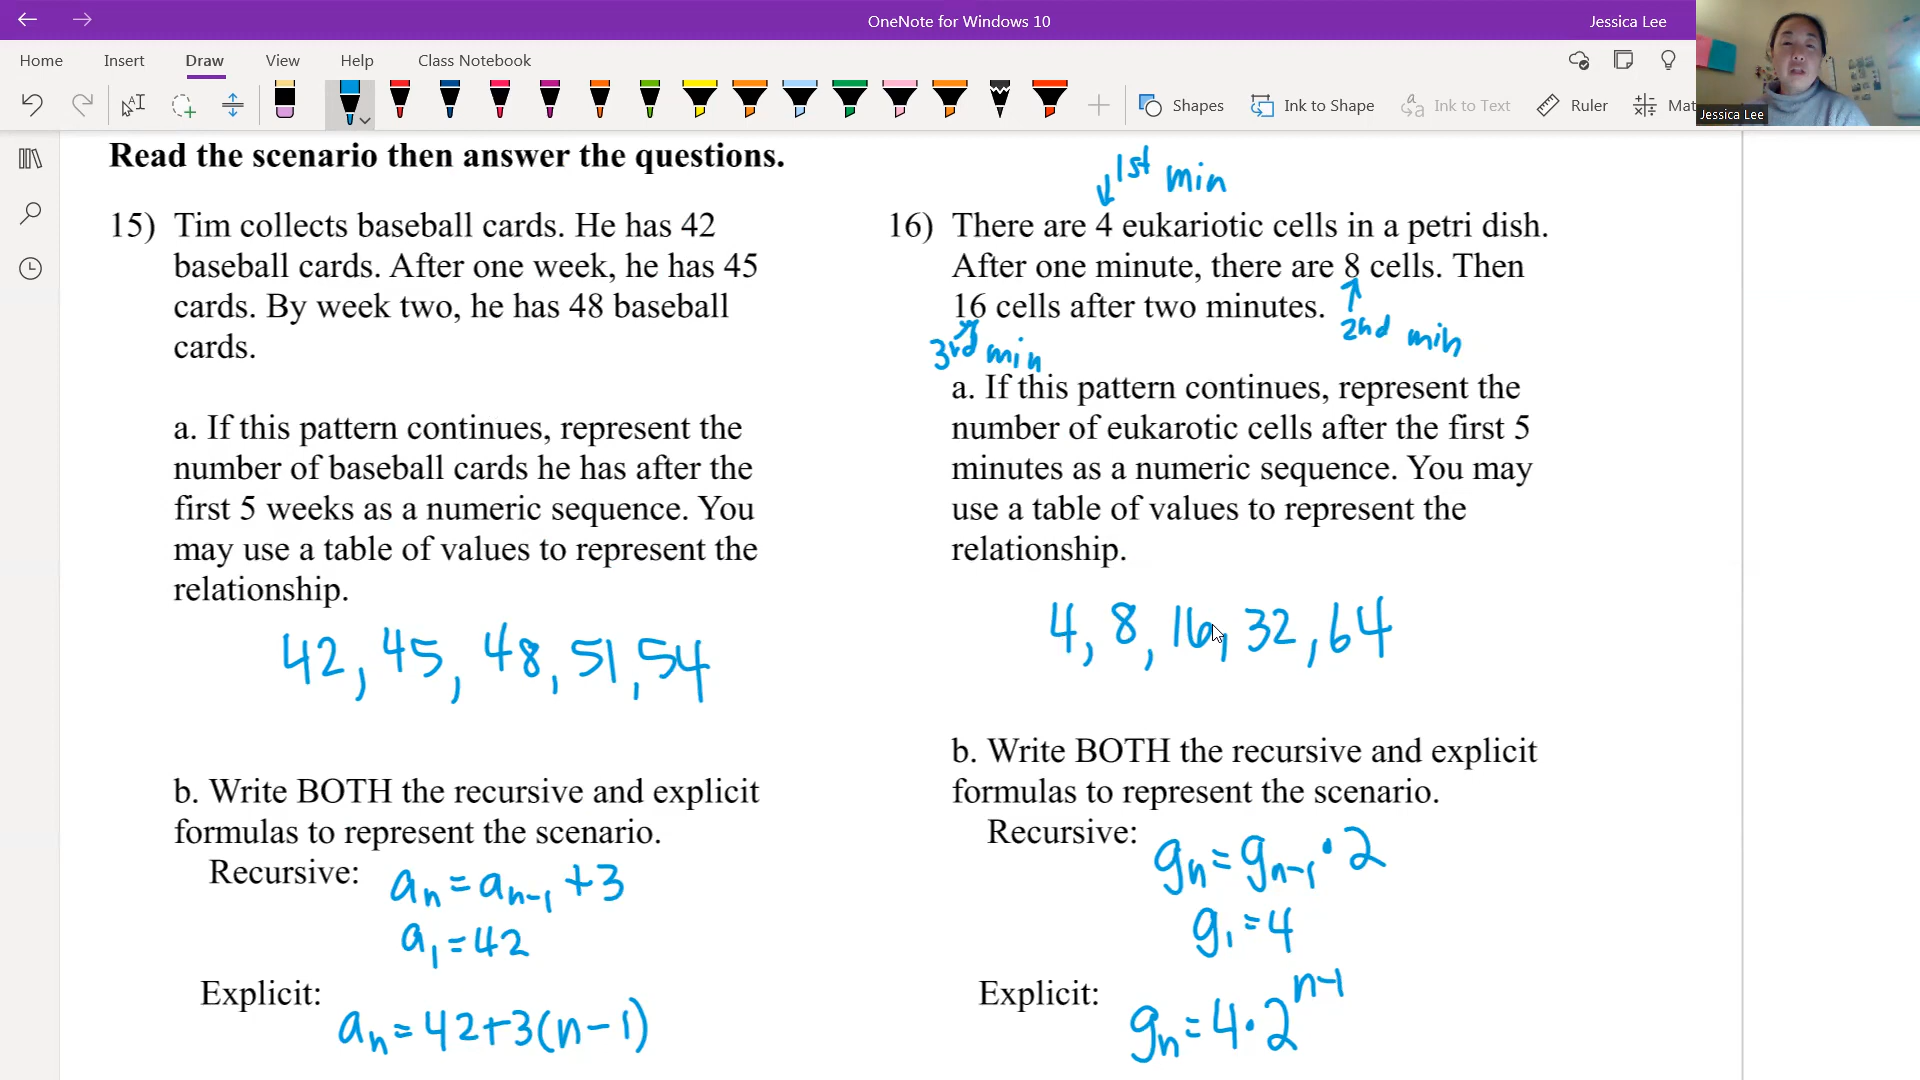 OneNote for Windows 10
Jessica Lee
Home Insert Draw View Help Class Notebook
Shapes Ink to Shape Ink to Text Ruler Mat
Jessica Lee
Read the scenario then answer the questions.
15) Tim collects baseball cards. He has 42
baseball cards. After one week, he has 45
cards. By week two, he has 48 baseball
cards.
a. If this pattern continues, represent the
number of baseball cards he has after the
first 5 weeks as a numeric sequence. You
may use a table of values to represent the
relationship.
42, 45, 48, 51, 54
b. Write BOTH the recursive and explicit
formulas to represent the scenario.
Recursive: aₙ = aₙ₋₁ + 3
a₁ = 42
Explicit:
aₙ = 42 + 3(n - 1)
1st min
16) There are 4 eukariotic cells in a petri dish.
After one minute, there are 8 cells. Then
16 cells after two minutes.
2nd min
3rd min
a. If this pattern continues, represent the
number of eukarotic cells after the first 5
minutes as a numeric sequence. You may
use a table of values to represent the
relationship.
4, 8, 16, 32, 64
b. Write BOTH the recursive and explicit
formulas to represent the scenario.
Recursive: gₙ = gₙ₋₁ · 2
g₁ = 4
Explicit: gₙ = 4 · 2ⁿ⁻¹